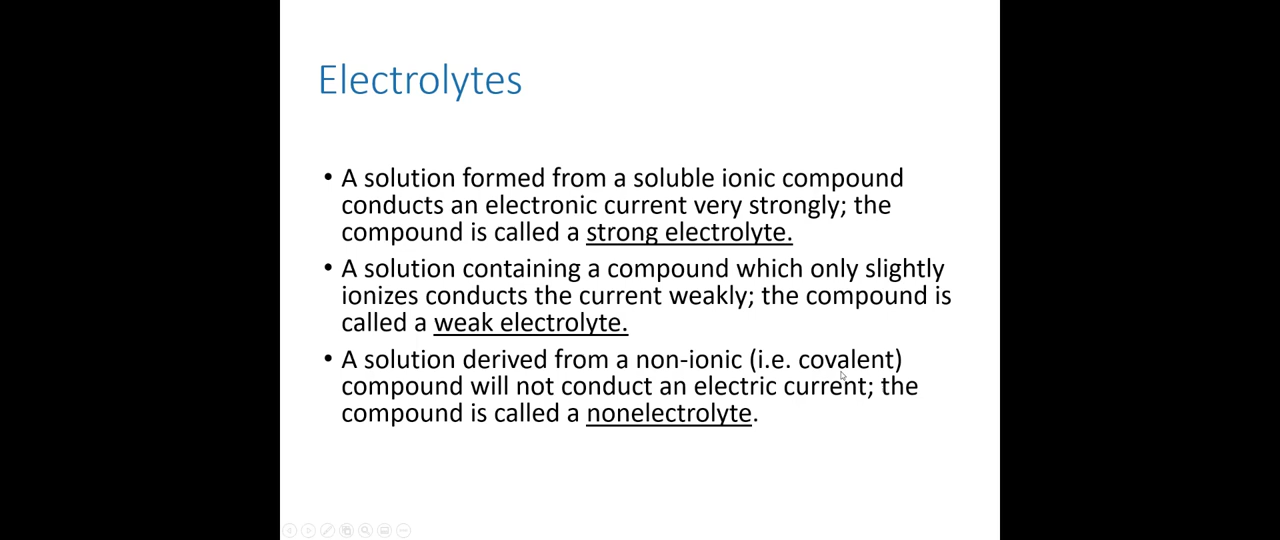 Electrolytes
• A solution formed from a soluble ionic compound
conducts an electronic current very strongly; the
compound is called a strong electrolyte.
• A solution containing a compound which only slightly
ionizes conducts the current weakly; the compound is
called a weak electrolyte.
• A solution derived from a non-ionic (i.e. covalent)
compound will not conduct an electric current; the
compound is called a nonelectrolyte.